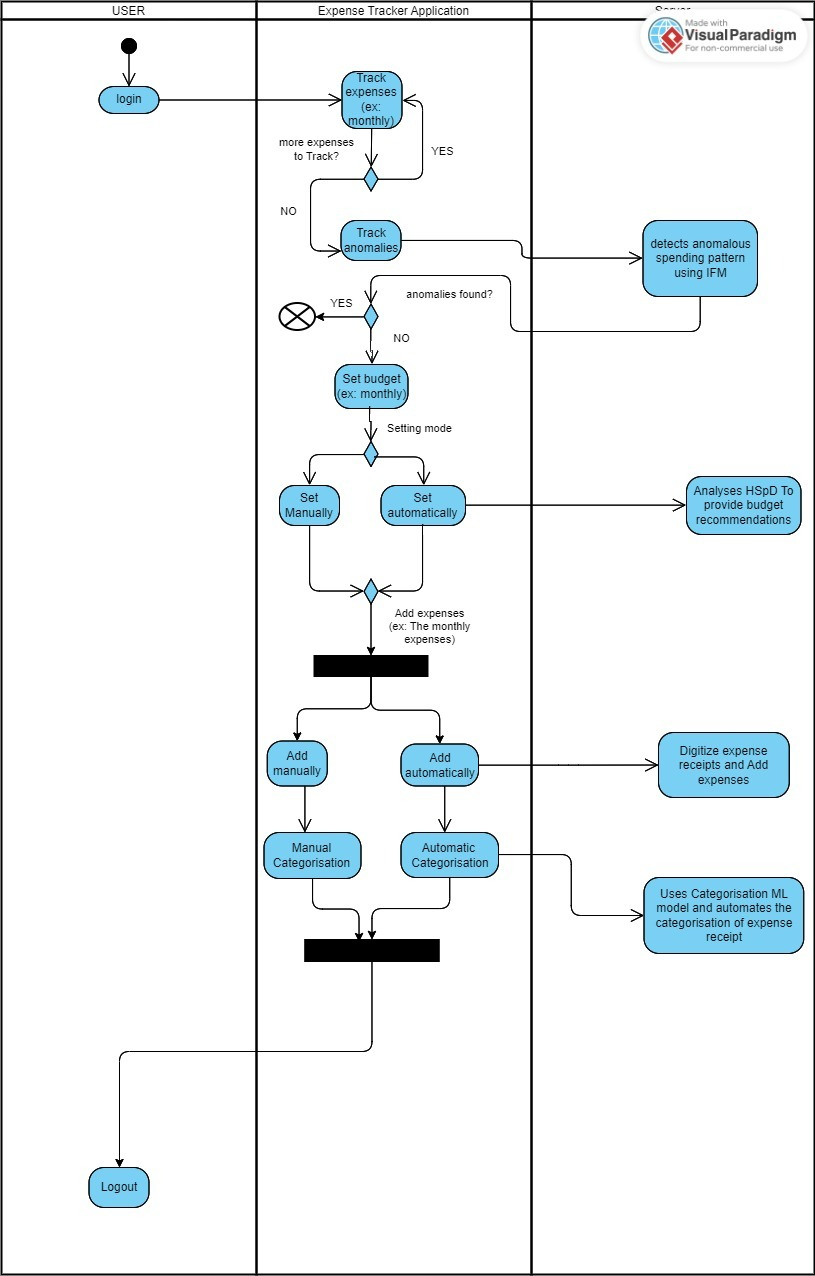 USER
Expense Tracker Application
Server
Made with
VisualParadigm
For non-commercial use
login
Track
expenses
(ex:
monthly)
more expenses
to Track?
YES
NO
Track
anomalies
detects anomalous
spending pattern
using IFM
anomalies found?
YES
NO
Set budget
(ex: monthly)
Setting mode
Set
Manually
Set
automatically
Analyses HSpD To
provide budget
recommendations
Add expenses
(ex: The monthly
expenses)
Add
manually
Add
automatically
Digitize expense
receipts and Add
expenses
Manual
Categorisation
Automatic
Categorisation
Uses Categorisation ML
model and automates the
categorisation of expense
receipt
Logout